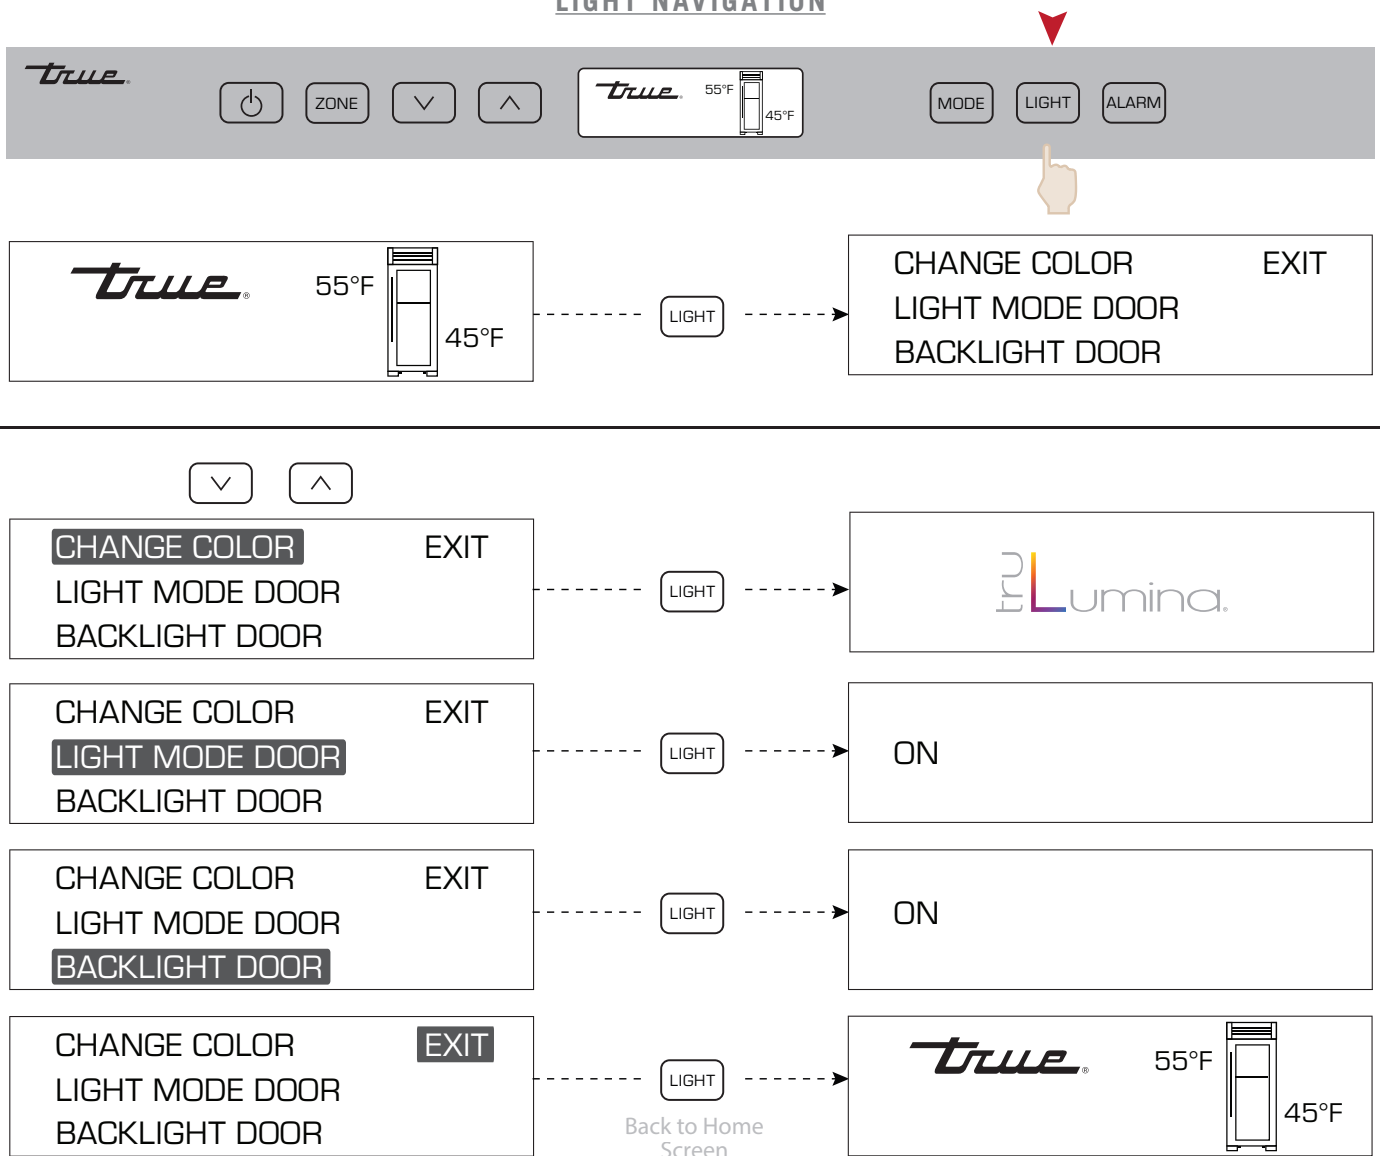 LIGHT NAVIGATION
true®
ZONE
true® 55°F
45°F
MODE LIGHT ALARM
true® 55°F
45°F
LIGHT
CHANGE COLOR EXIT
LIGHT MODE DOOR
BACKLIGHT DOOR
CHANGE COLOR EXIT
LIGHT MODE DOOR
BACKLIGHT DOOR
LIGHT
truLumina®
CHANGE COLOR EXIT
LIGHT MODE DOOR
BACKLIGHT DOOR
LIGHT
ON
CHANGE COLOR EXIT
LIGHT MODE DOOR
BACKLIGHT DOOR
LIGHT
ON
CHANGE COLOR EXIT
LIGHT MODE DOOR
BACKLIGHT DOOR
LIGHT
Back to Home
Screen
true® 55°F
45°F